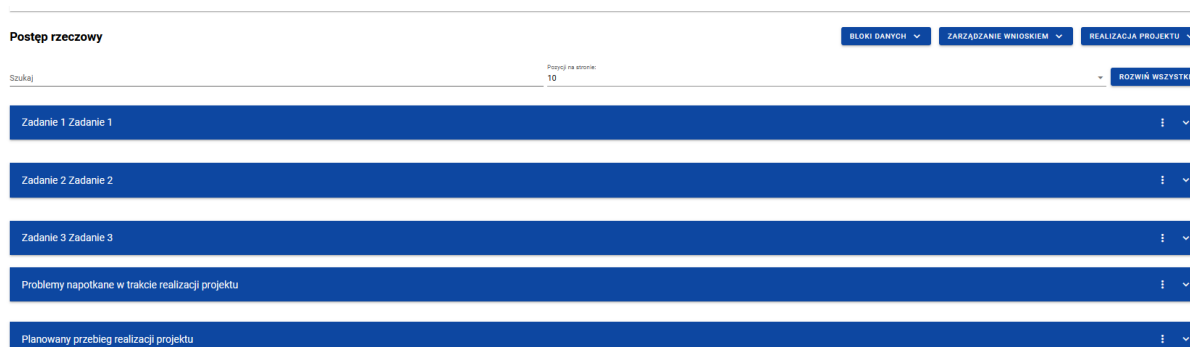 Postęp rzeczowy
BLOKI DANYCH
ZARZĄDZANIE WNIOSKIEM
REALIZACJA PROJEKTU
Szukaj
Pozycji na stronie:
10
ROZWIŃ WSZYSTKI
Zadanie 1 Zadanie 1
Zadanie 2 Zadanie 2
Zadanie 3 Zadanie 3
Problemy napotkane w trakcie realizacji projektu
Planowany przebieg realizacji projektu